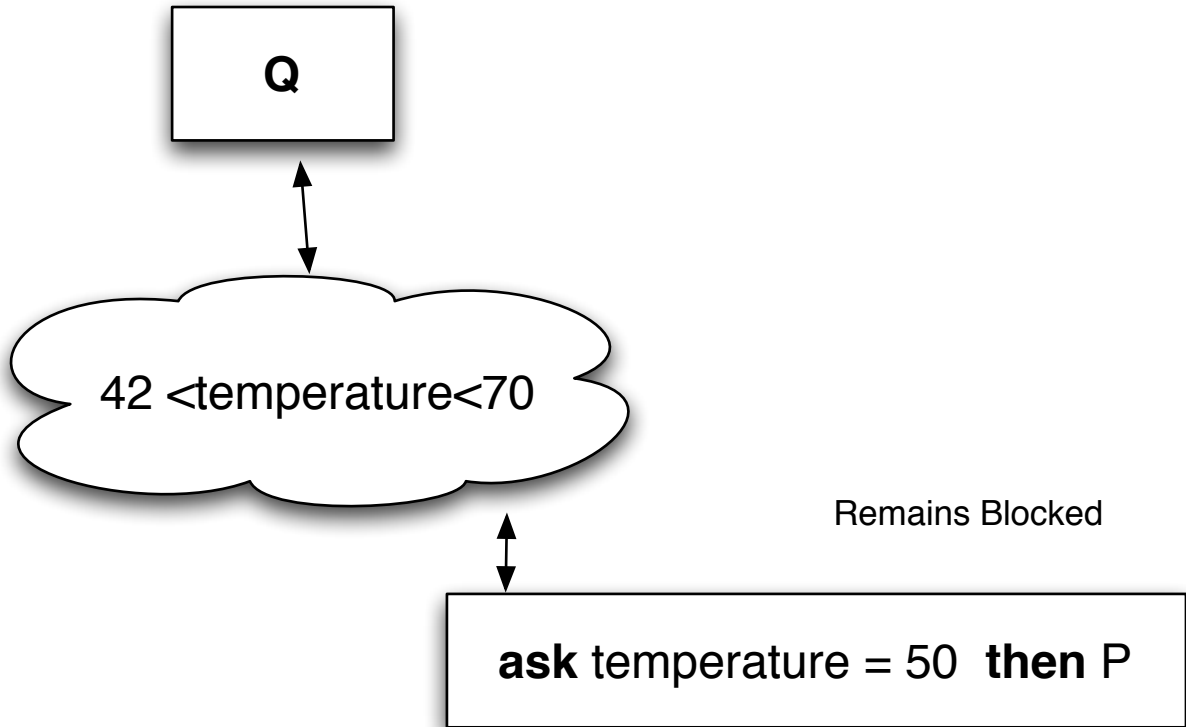 Q
42 <temperature<70
Remains Blocked
ask temperature = 50 then P